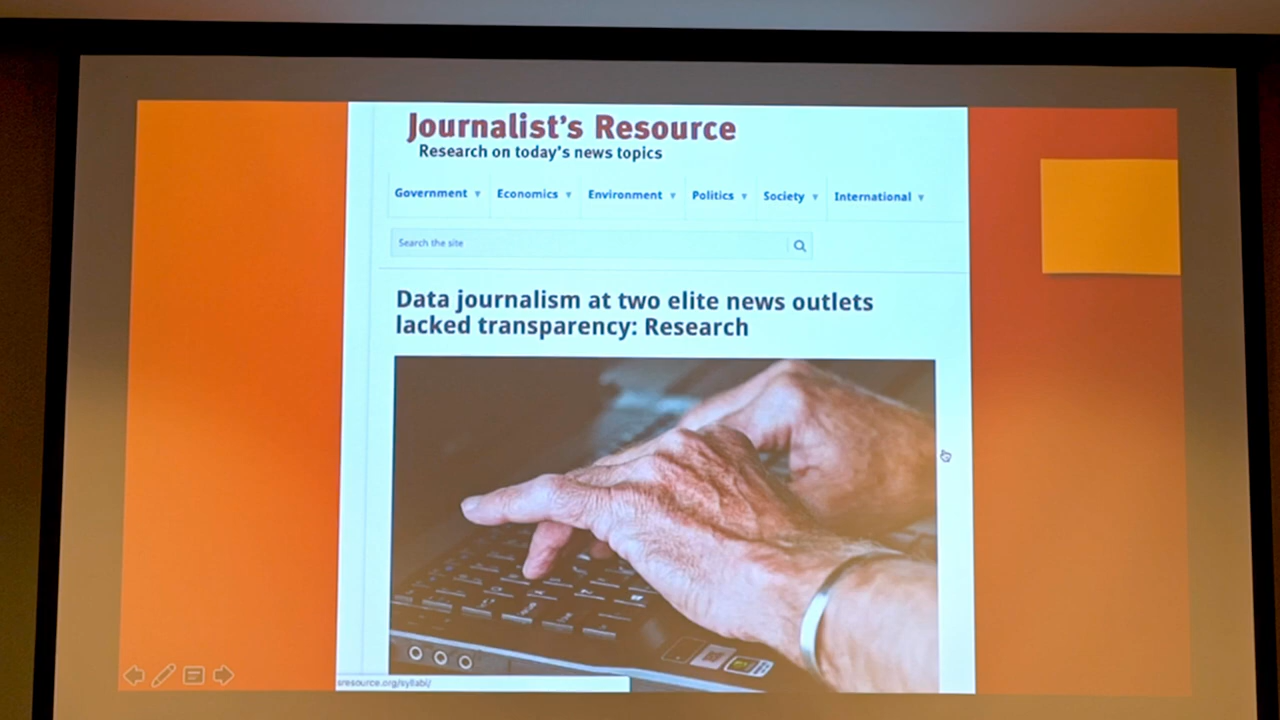 Journalist's Resource
Research on today's news topics
Government Economics Environment Politics Society International
Search the site
Data journalism at two elite news outlets
lacked transparency: Research
sresource.org/syllabi/